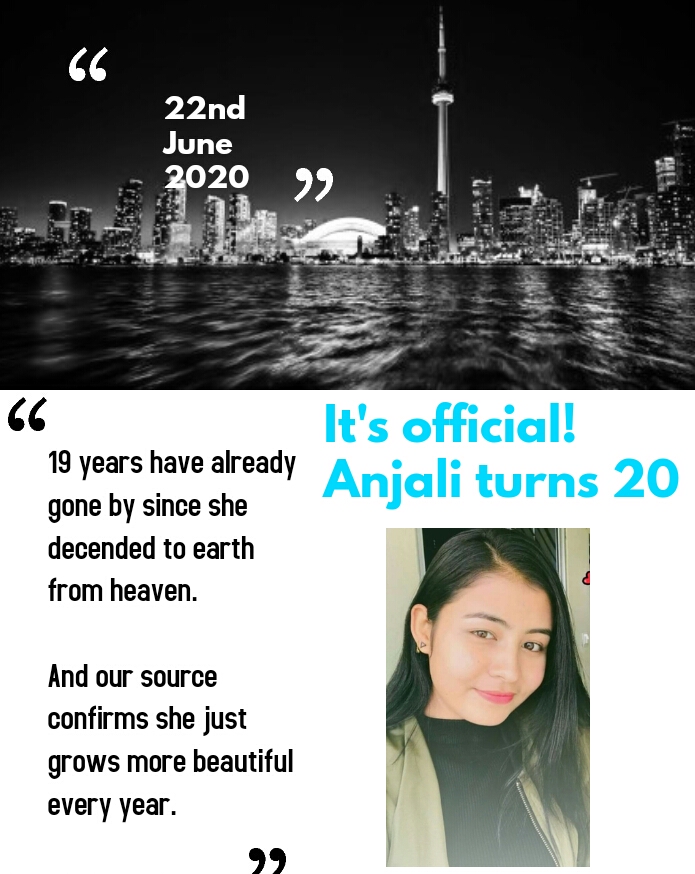 “
22nd
June
2020
”
It's official!
Anjali turns 20
“
19 years have already
gone by since she
decended to earth
from heaven.
And our source
confirms she just
grows more beautiful
every year.
”